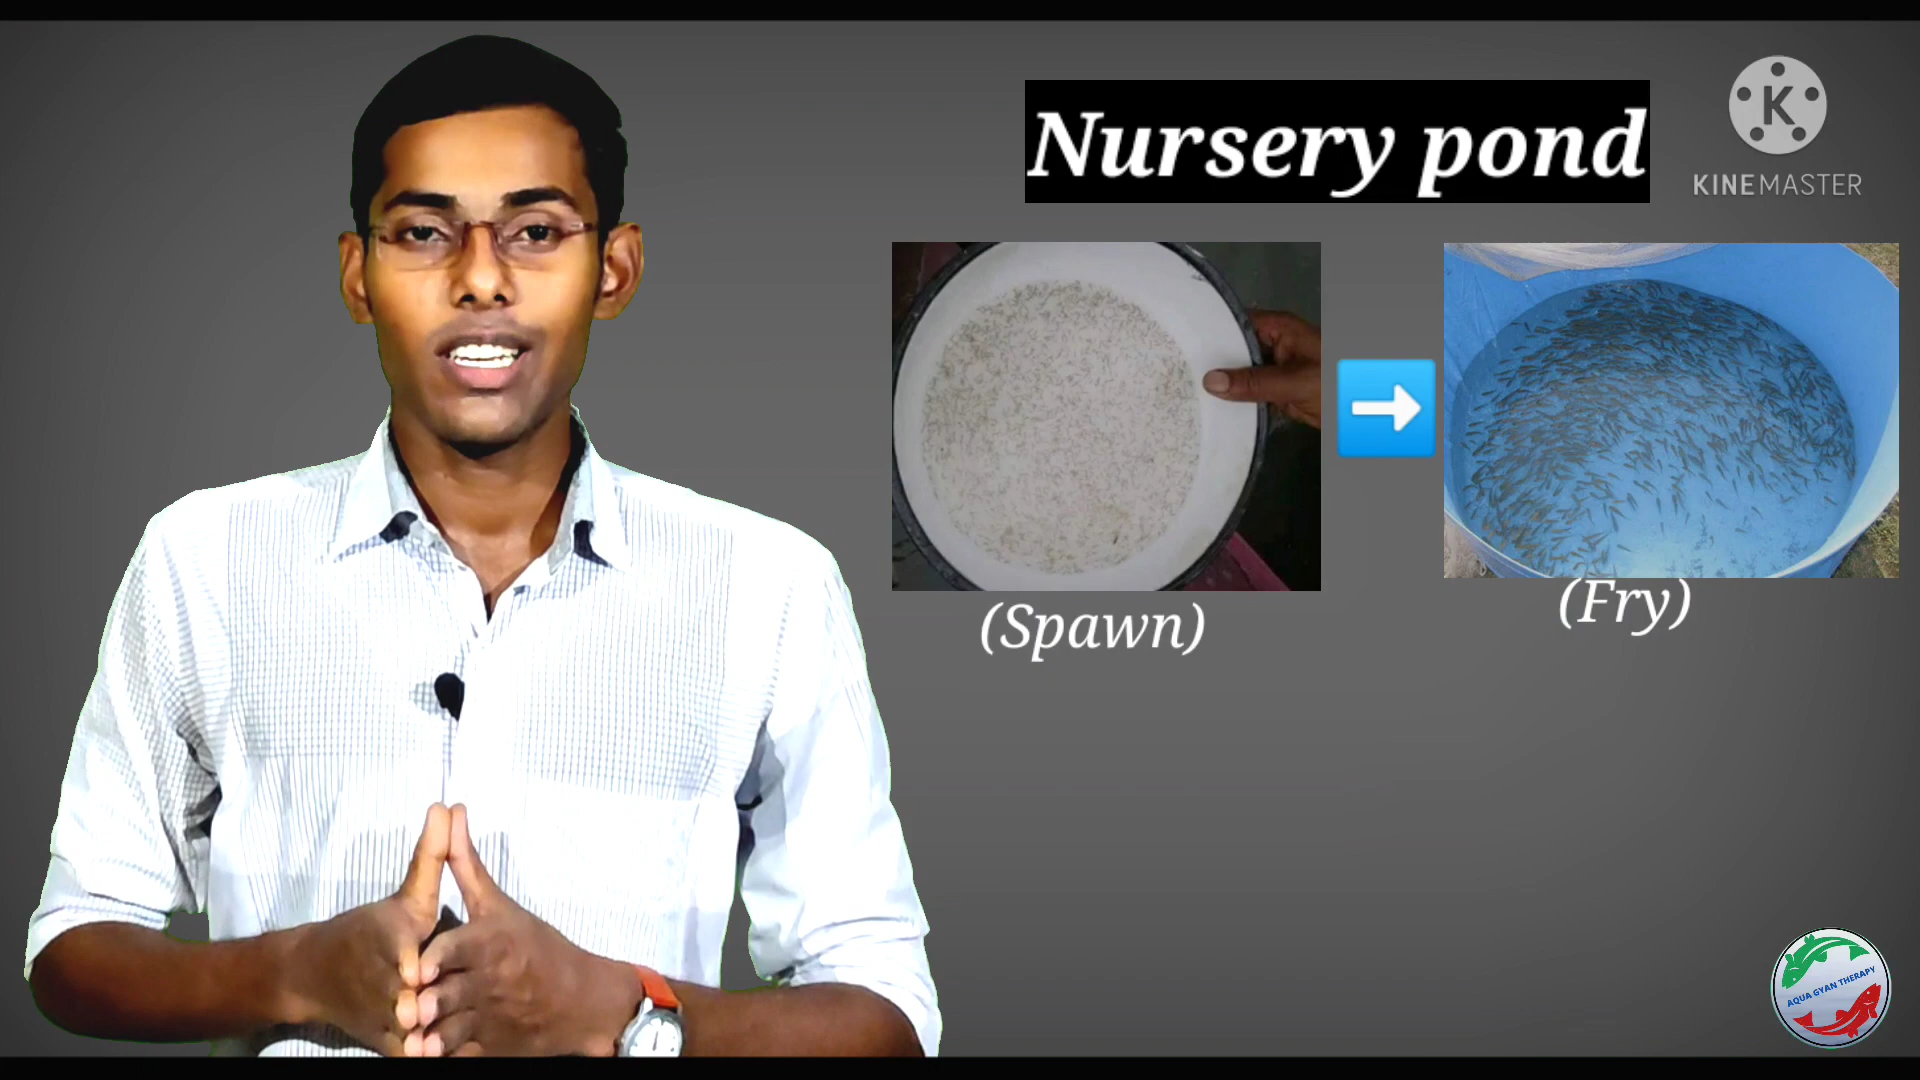 Nursery pond
K
KINEMASTER
(Spawn)
(Fry)
AQUA GYAN THERAPY